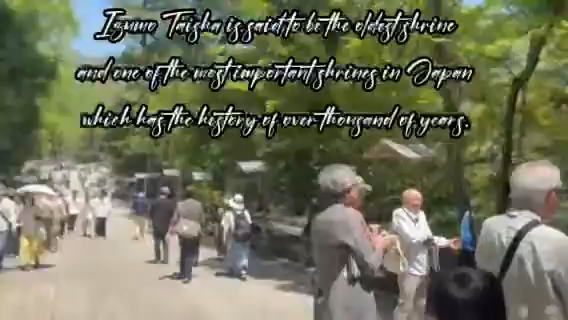 Izumo Taisha is said to be the oldest shrine
and one of the most important shrines in Japan
which has the history of over thousand of years.